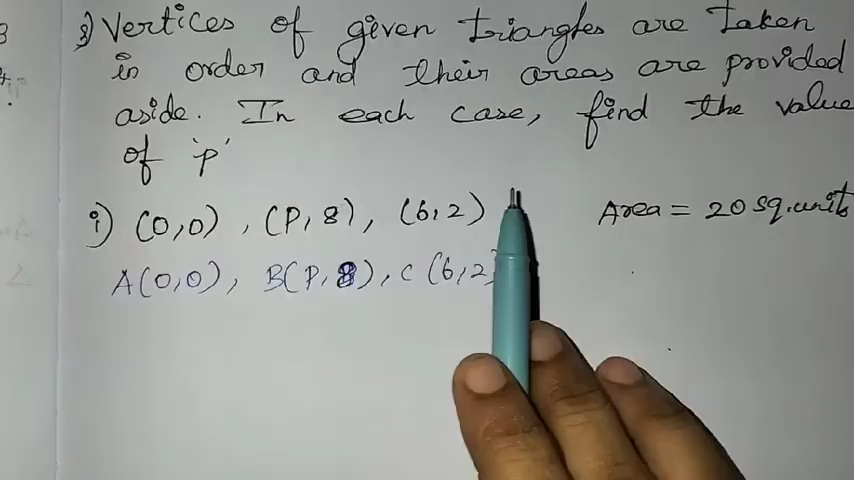 3) Vertices of given triangles are taken
in order and their areas are provided
aside. In each case, find the value
of 'p'
i) (0,0), (P,8), (6,2) Area = 20 sq.units
A(0,0), B(P,8), C(6,2)